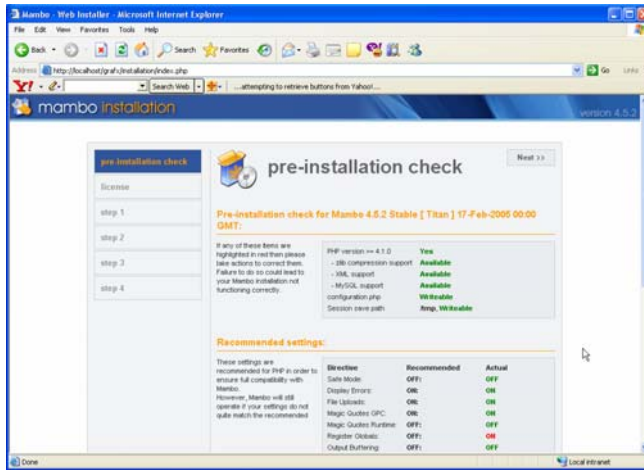 Mambo - Web Installer - Microsoft Internet Explorer
File Edit View Favorites Tools Help
Back Search Favorites
Address http://localhost/grafx/installation/index.php Go Links
Y! Search Web ...attempting to retrieve buttons from Yahoo!...
mambo installation
version 4.5.2
pre-installation check
license
step 1
step 2
step 3
step 4
pre-installation check
Next >>
Pre-installation check for Mambo 4.5.2 Stable [ Titan ] 17-Feb-2005 00:00
GMT:
If any of these items are
highlighted in red then please
take actions to correct them.
Failure to do so could lead to
your Mambo installation not
functioning correctly.
PHP version >= 4.1.0 Yes
- zlib compression support Available
- XML support Available
- MySQL support Available
configuration.php Writeable
Session save path /tmp, Writeable
Recommended settings:
These settings are
recommended for PHP in order to
ensure full compatibility with
Mambo.
However, Mambo will still
operate if your settings do not
quite match the recommended
Directive Recommended Actual
Safe Mode: OFF: OFF
Display Errors: ON: ON
File Uploads: ON: ON
Magic Quotes GPC: ON: ON
Magic Quotes Runtime: OFF: OFF
Register Globals: OFF: ON
Output Buffering: OFF: OFF
Done
Local intranet